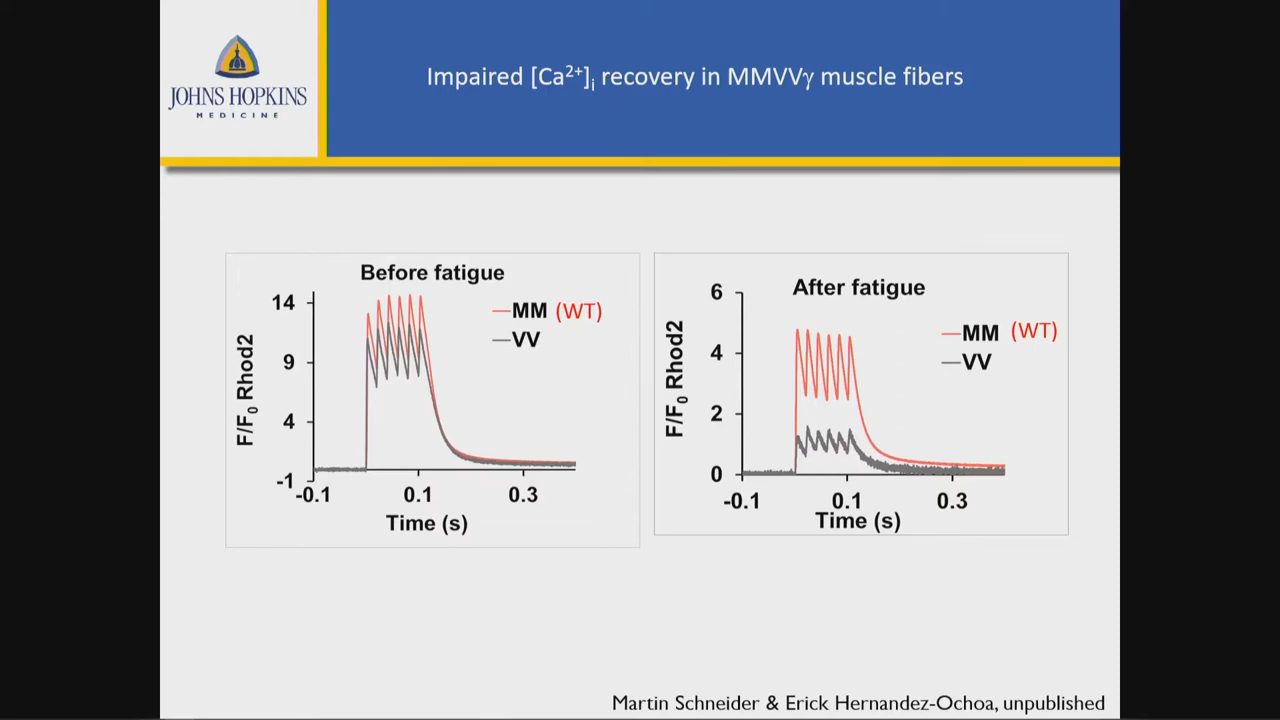 JOHNS HOPKINS
MEDICINE
Impaired [Ca²⁺]ᵢ recovery in MMVVγ muscle fibers
Before fatigue
14
9
4
-1
F/F₀ Rhod2
MM (WT)
VV
-0.1
0.1
0.3
Time (s)
After fatigue
6
4
2
0
F/F₀ Rhod2
MM (WT)
VV
-0.1
0.1
0.3
Time (s)
Martin Schneider & Erick Hernandez-Ochoa, unpublished